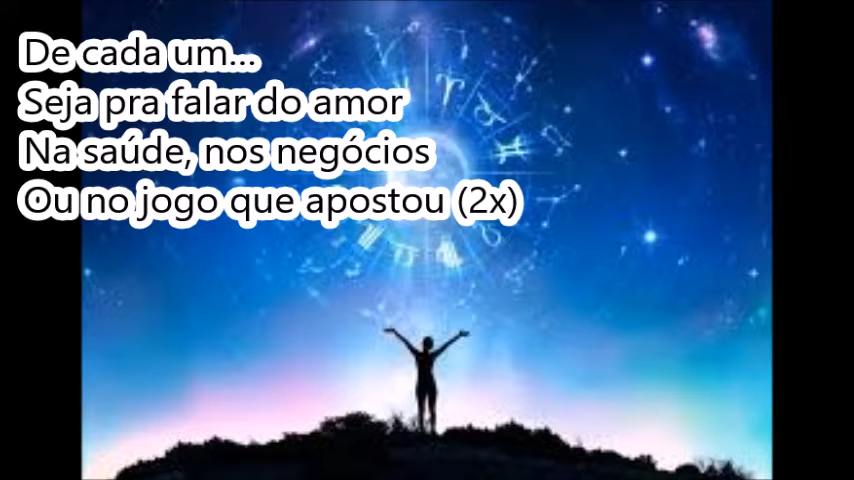 De cada um...
Seja pra falar do amor
Na saúde, nos negócios
Ou no jogo que apostou (2x)